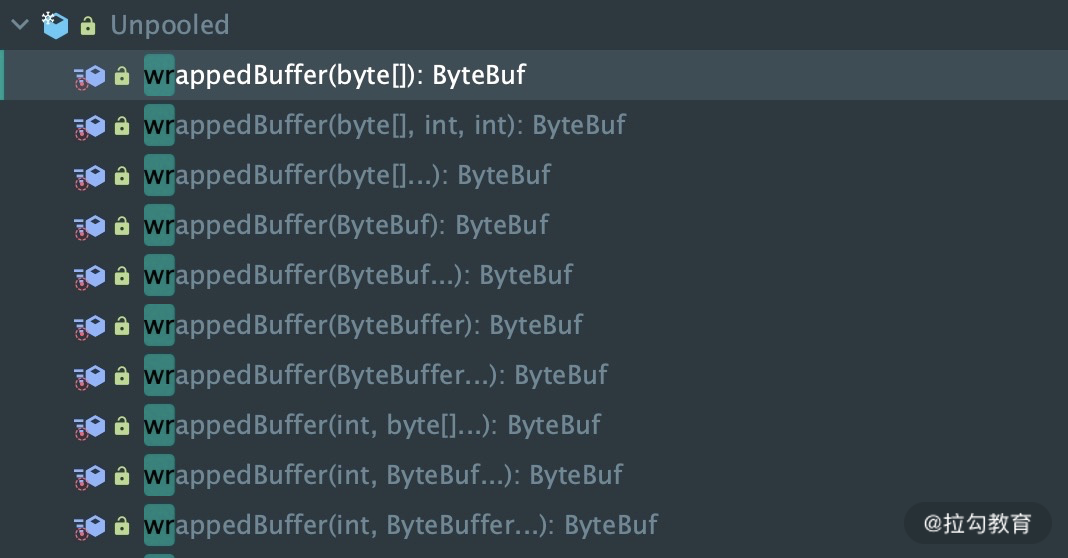 Unpooled
wrappedBuffer(byte[]): ByteBuf
wrappedBuffer(byte[], int, int): ByteBuf
wrappedBuffer(byte[]...): ByteBuf
wrappedBuffer(ByteBuf): ByteBuf
wrappedBuffer(ByteBuf...): ByteBuf
wrappedBuffer(ByteBuffer): ByteBuf
wrappedBuffer(ByteBuffer...): ByteBuf
wrappedBuffer(int, byte[]...): ByteBuf
wrappedBuffer(int, ByteBuf...): ByteBuf
wrappedBuffer(int, ByteBuffer...): ByteBuf
@拉勾教育